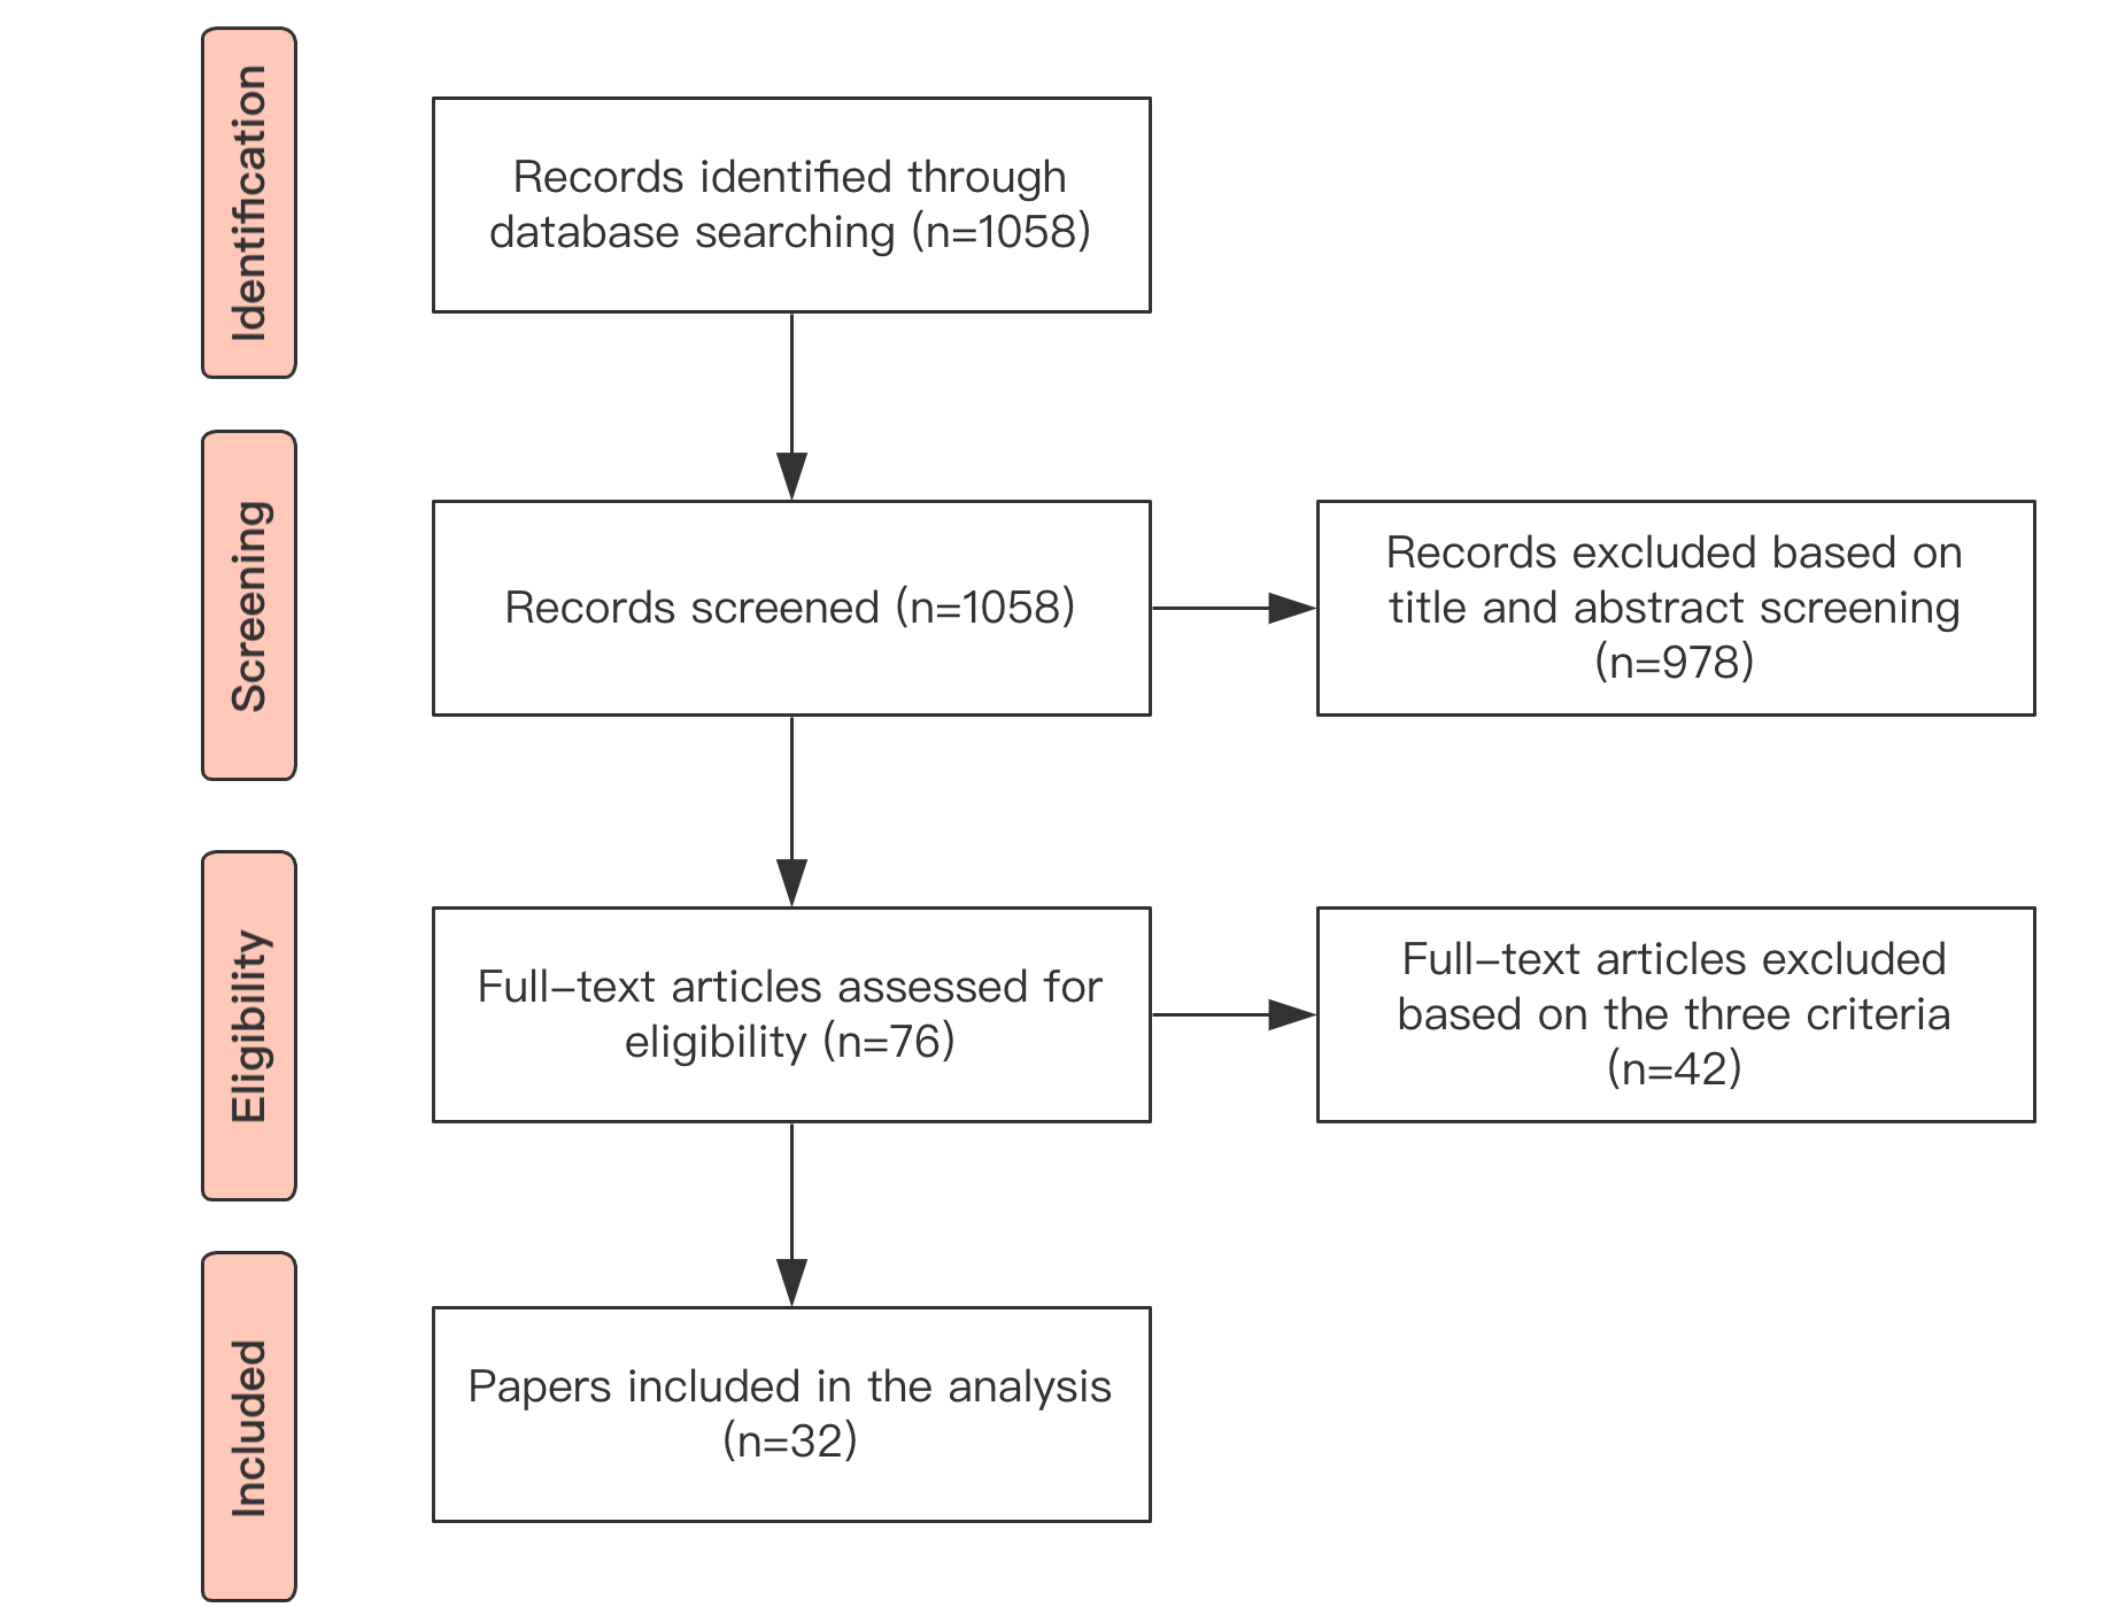 Identification
Records identified through
database searching (n=1058)
Screening
Records screened (n=1058)
Records excluded based on
title and abstract screening
(n=978)
Eligibility
Full-text articles assessed for
eligibility (n=76)
Full-text articles excluded
based on the three criteria
(n=42)
Included
Papers included in the analysis
(n=32)